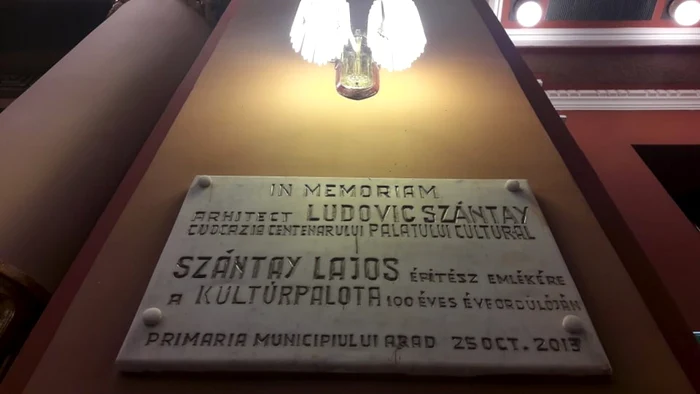 IN MEMORIAM
ARHITECT LUDOVIC SZÁNTAY
CU OCAZIA CENTENARULUI PALATULUI CULTURAL
SZÁNTAY LAJOS ÉPÍTÉSZ EMLÉKÉRE
A KULTÚRPALOTA 100 ÉVES ÉVFORDULÓJÁN
PRIMARIA MUNICIPIULUI ARAD 25 OCT. 2013